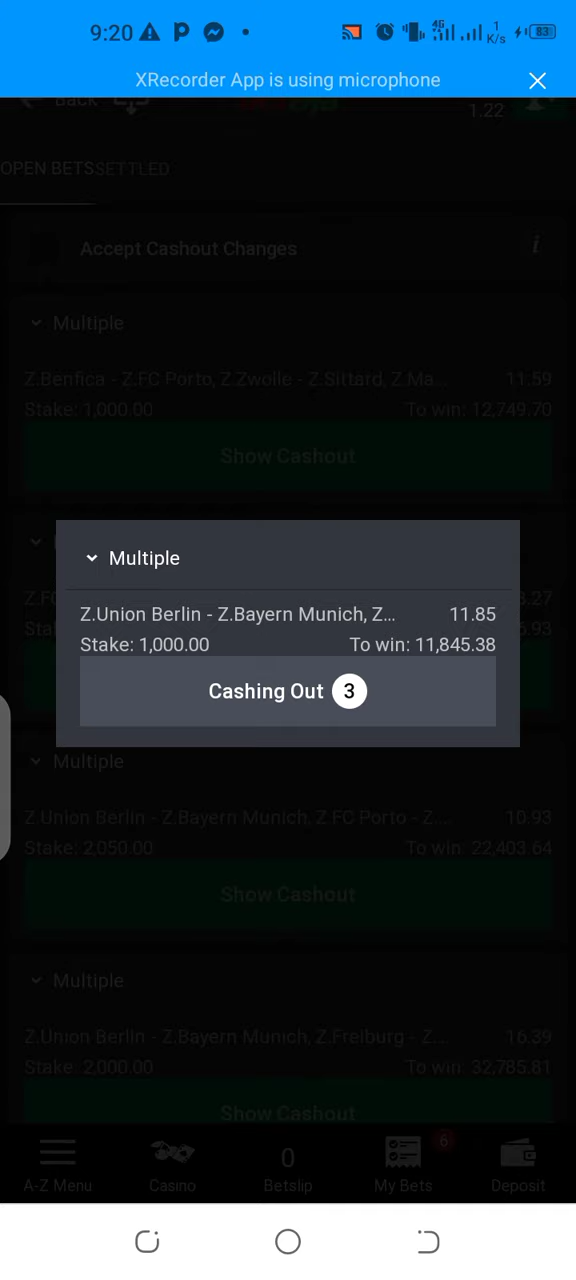 9:20
4G
1
K/s
83
XRecorder App is using microphone
Back
1.22
OPEN BETS SETTLED
Accept Cashout Changes
i
Multiple
Z.Benfica - Z.FC Porto, Z.Zwolle - Z.Sittard, Z.Ma... 11.59
Stake: 1,000.00 To win: 12,749.70
Show Cashout
Multiple
Z.Union Berlin - Z.Bayern Munich, Z... 11.85
Stake: 1,000.00 To win: 11,845.38
Cashing Out 3
Multiple
Z.Union Berlin - Z.Bayern Munich, Z.FC Porto - Z.... 10.93
Stake: 2,050.00 To win: 22,403.64
Show Cashout
Multiple
Z.Union Berlin - Z.Bayern Munich, Z.Freiburg - Z.... 16.39
Stake: 2,000.00 To win: 32,785.81
Show Cashout
0 6
A-Z Menu Casino Betslip My Bets Deposit